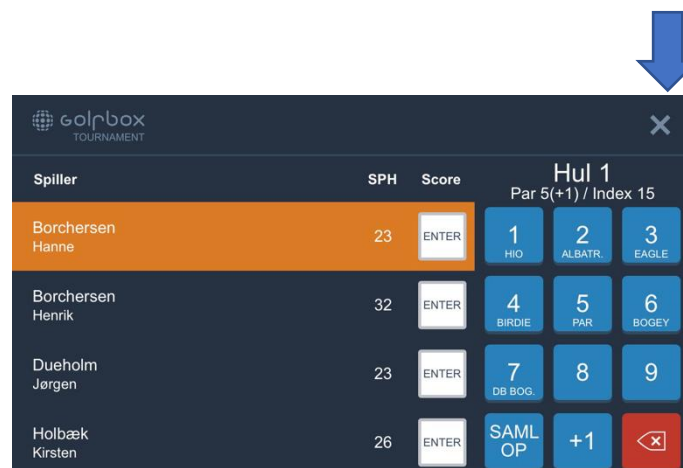 GolfBox
TOURNAMENT
Spiller SPH Score
Hul 1
Par 5(+1) / Index 15
Borchersen
Hanne
23 ENTER
1 HIO
2 ALBATR.
3 EAGLE
Borchersen
Henrik
32 ENTER
4 BIRDIE
5 PAR
6 BOGEY
Dueholm
Jørgen
23 ENTER
7 DB BOG.
8
9
Holbæk
Kirsten
26 ENTER
SAML OP
+1